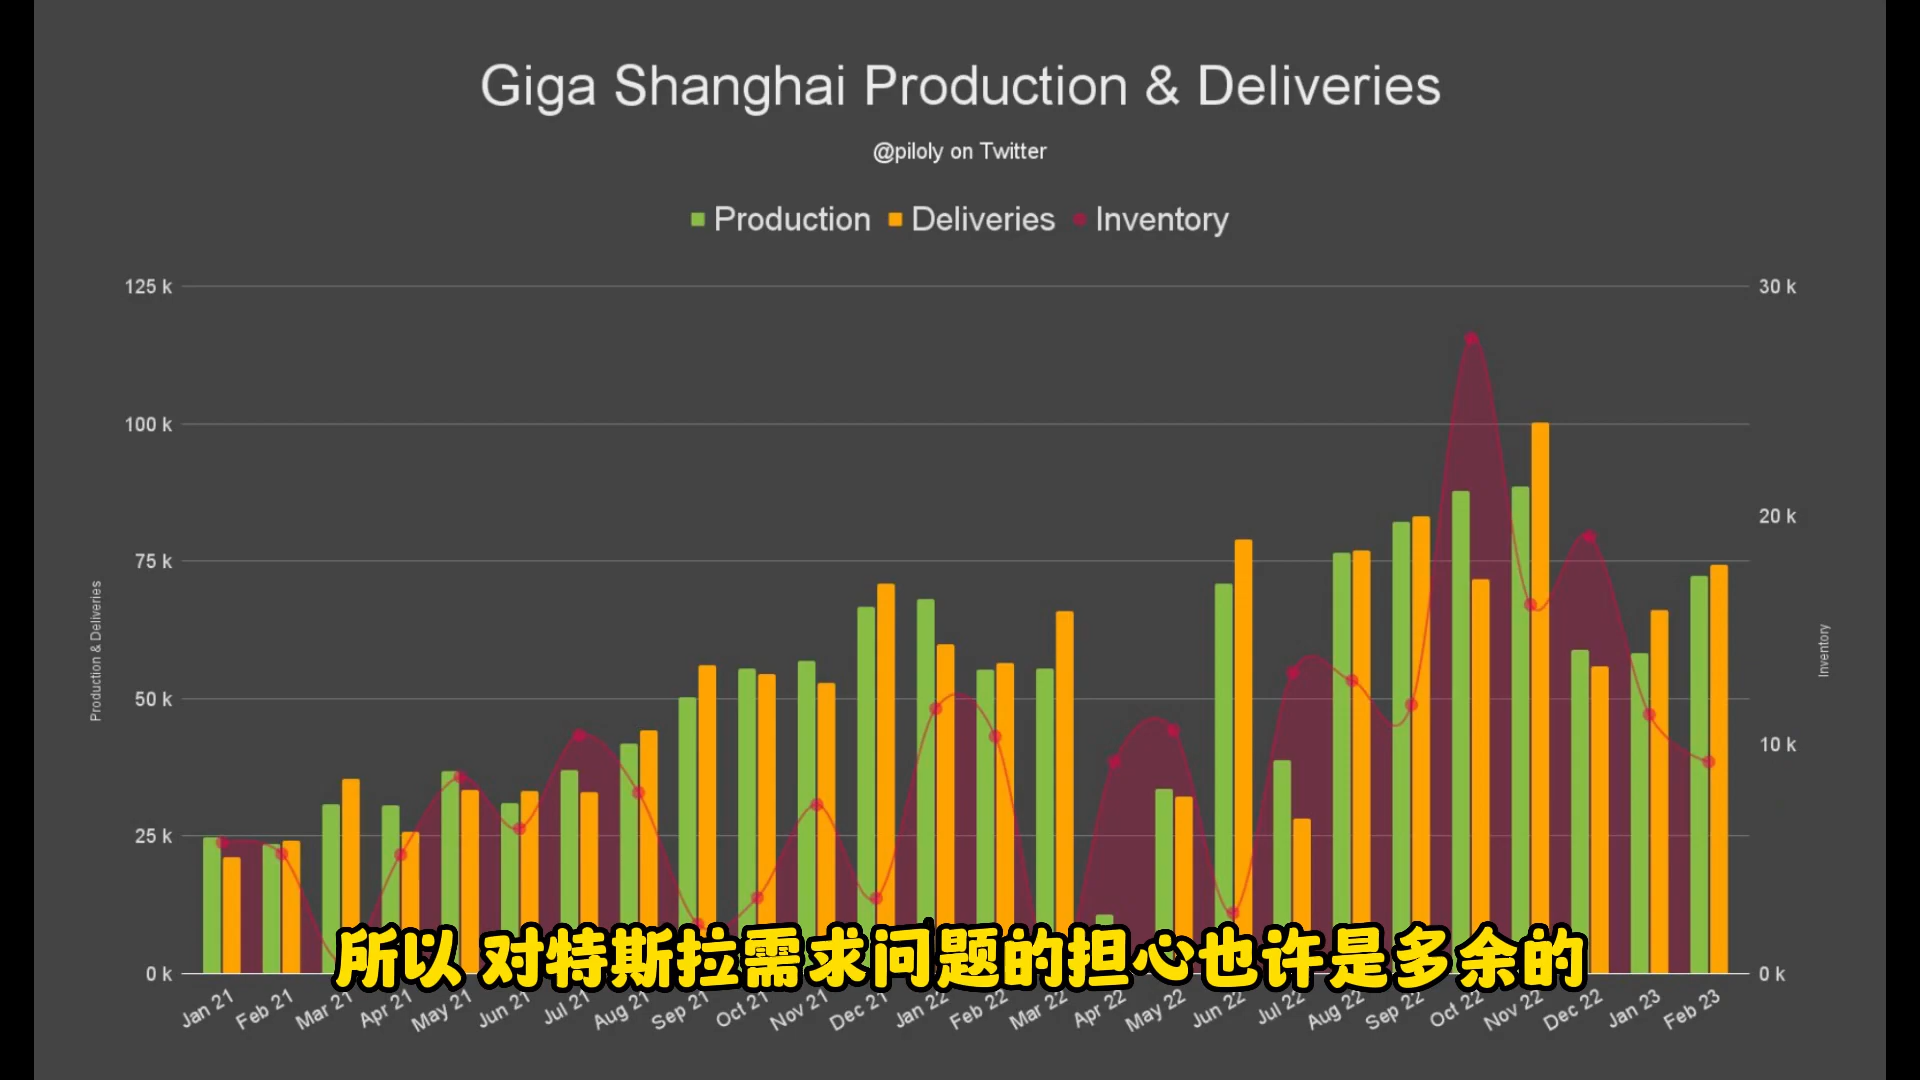 Giga Shanghai Production & Deliveries
@piloly on Twitter
Production Deliveries Inventory
125 k
100 k
75 k
50 k
25 k
0 k
Production & Deliveries
30 k
20 k
10 k
0 k
Inventory
所以 对特斯拉需求问题的担心也许是多余的
Jan 21 Feb 21 Mar 21 Apr 21 May 21 Jun 21 Jul 21 Aug 21 Sep 21 Oct 21 Nov 21 Dec 21 Jan 22 Feb 22 Mar 22 Apr 22 May 22 Jun 22 Jul 22 Aug 22 Sep 22 Oct 22 Nov 22 Dec 22 Jan 23 Feb 23